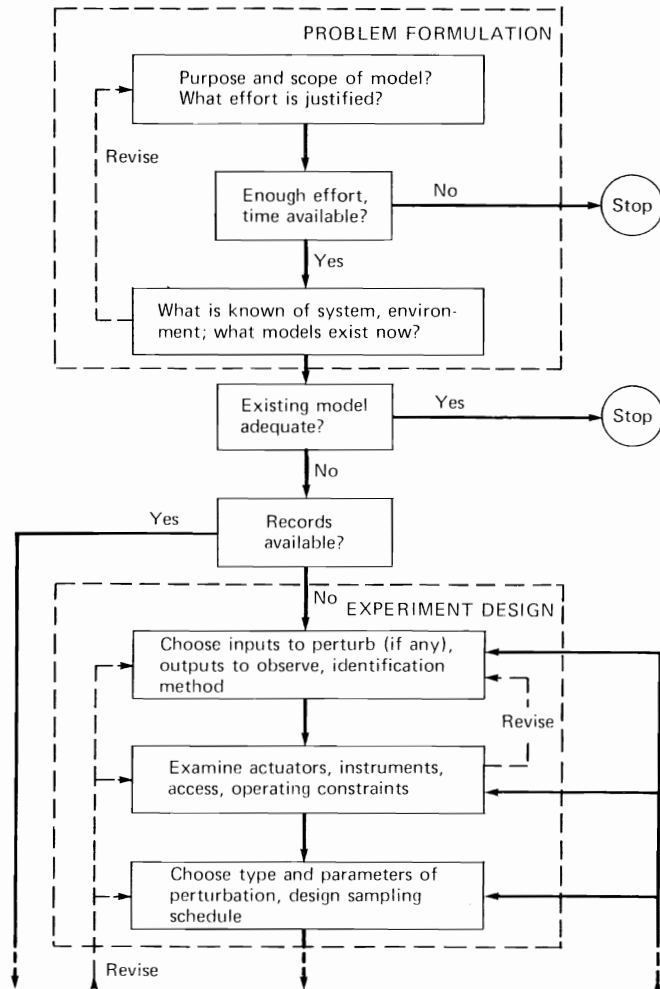 PROBLEM FORMULATION
Purpose and scope of model?
What effort is justified?
Revise
Enough effort,
time available?
No
Stop
Yes
What is known of system, environ-
ment; what models exist now?
Existing model
adequate?
Yes
Stop
No
Yes
Records
available?
No
EXPERIMENT DESIGN
Choose inputs to perturb (if any),
outputs to observe, identification
method
Revise
Examine actuators, instruments,
access, operating constraints
Choose type and parameters of
perturbation, design sampling
schedule
Revise